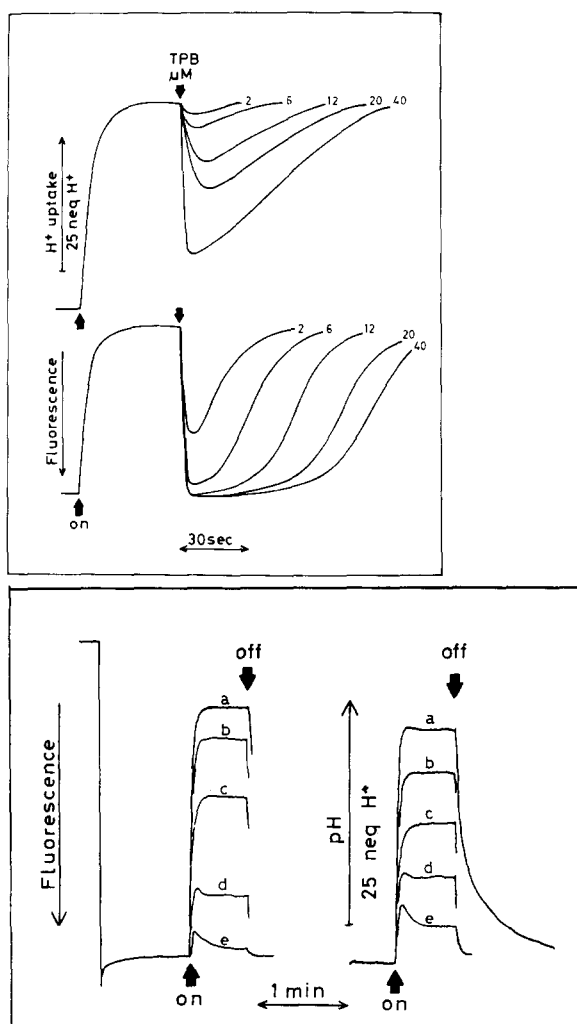 TPB
μM
2 6 12 20 40
H⁺ uptake
25 neq H⁺
Fluorescence
2 6 12 20
40
on
30sec
off off
a a
b b
c c
d d
e e
Fluorescence
pH
25 neq H⁺
on 1 min on